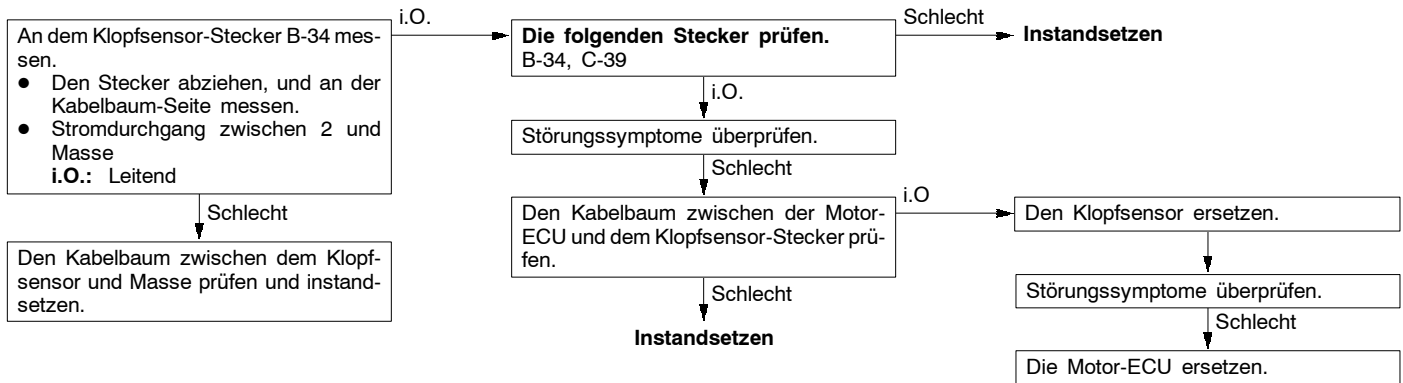 An dem Klopfsensor-Stecker B-34 mes-
sen.
● Den Stecker abziehen, und an der
Kabelbaum-Seite messen.
● Stromdurchgang zwischen 2 und
Masse
i.O.: Leitend
i.O.
Die folgenden Stecker prüfen.
B-34, C-39
Schlecht
Instandsetzen
i.O.
Störungssymptome überprüfen.
Schlecht
Schlecht
Den Kabelbaum zwischen dem Klopf-
sensor und Masse prüfen und instand-
setzen.
Den Kabelbaum zwischen der Motor-
ECU und dem Klopfsensor-Stecker prü-
fen.
i.O
Den Klopfsensor ersetzen.
Schlecht
Instandsetzen
Störungssymptome überprüfen.
Schlecht
Die Motor-ECU ersetzen.